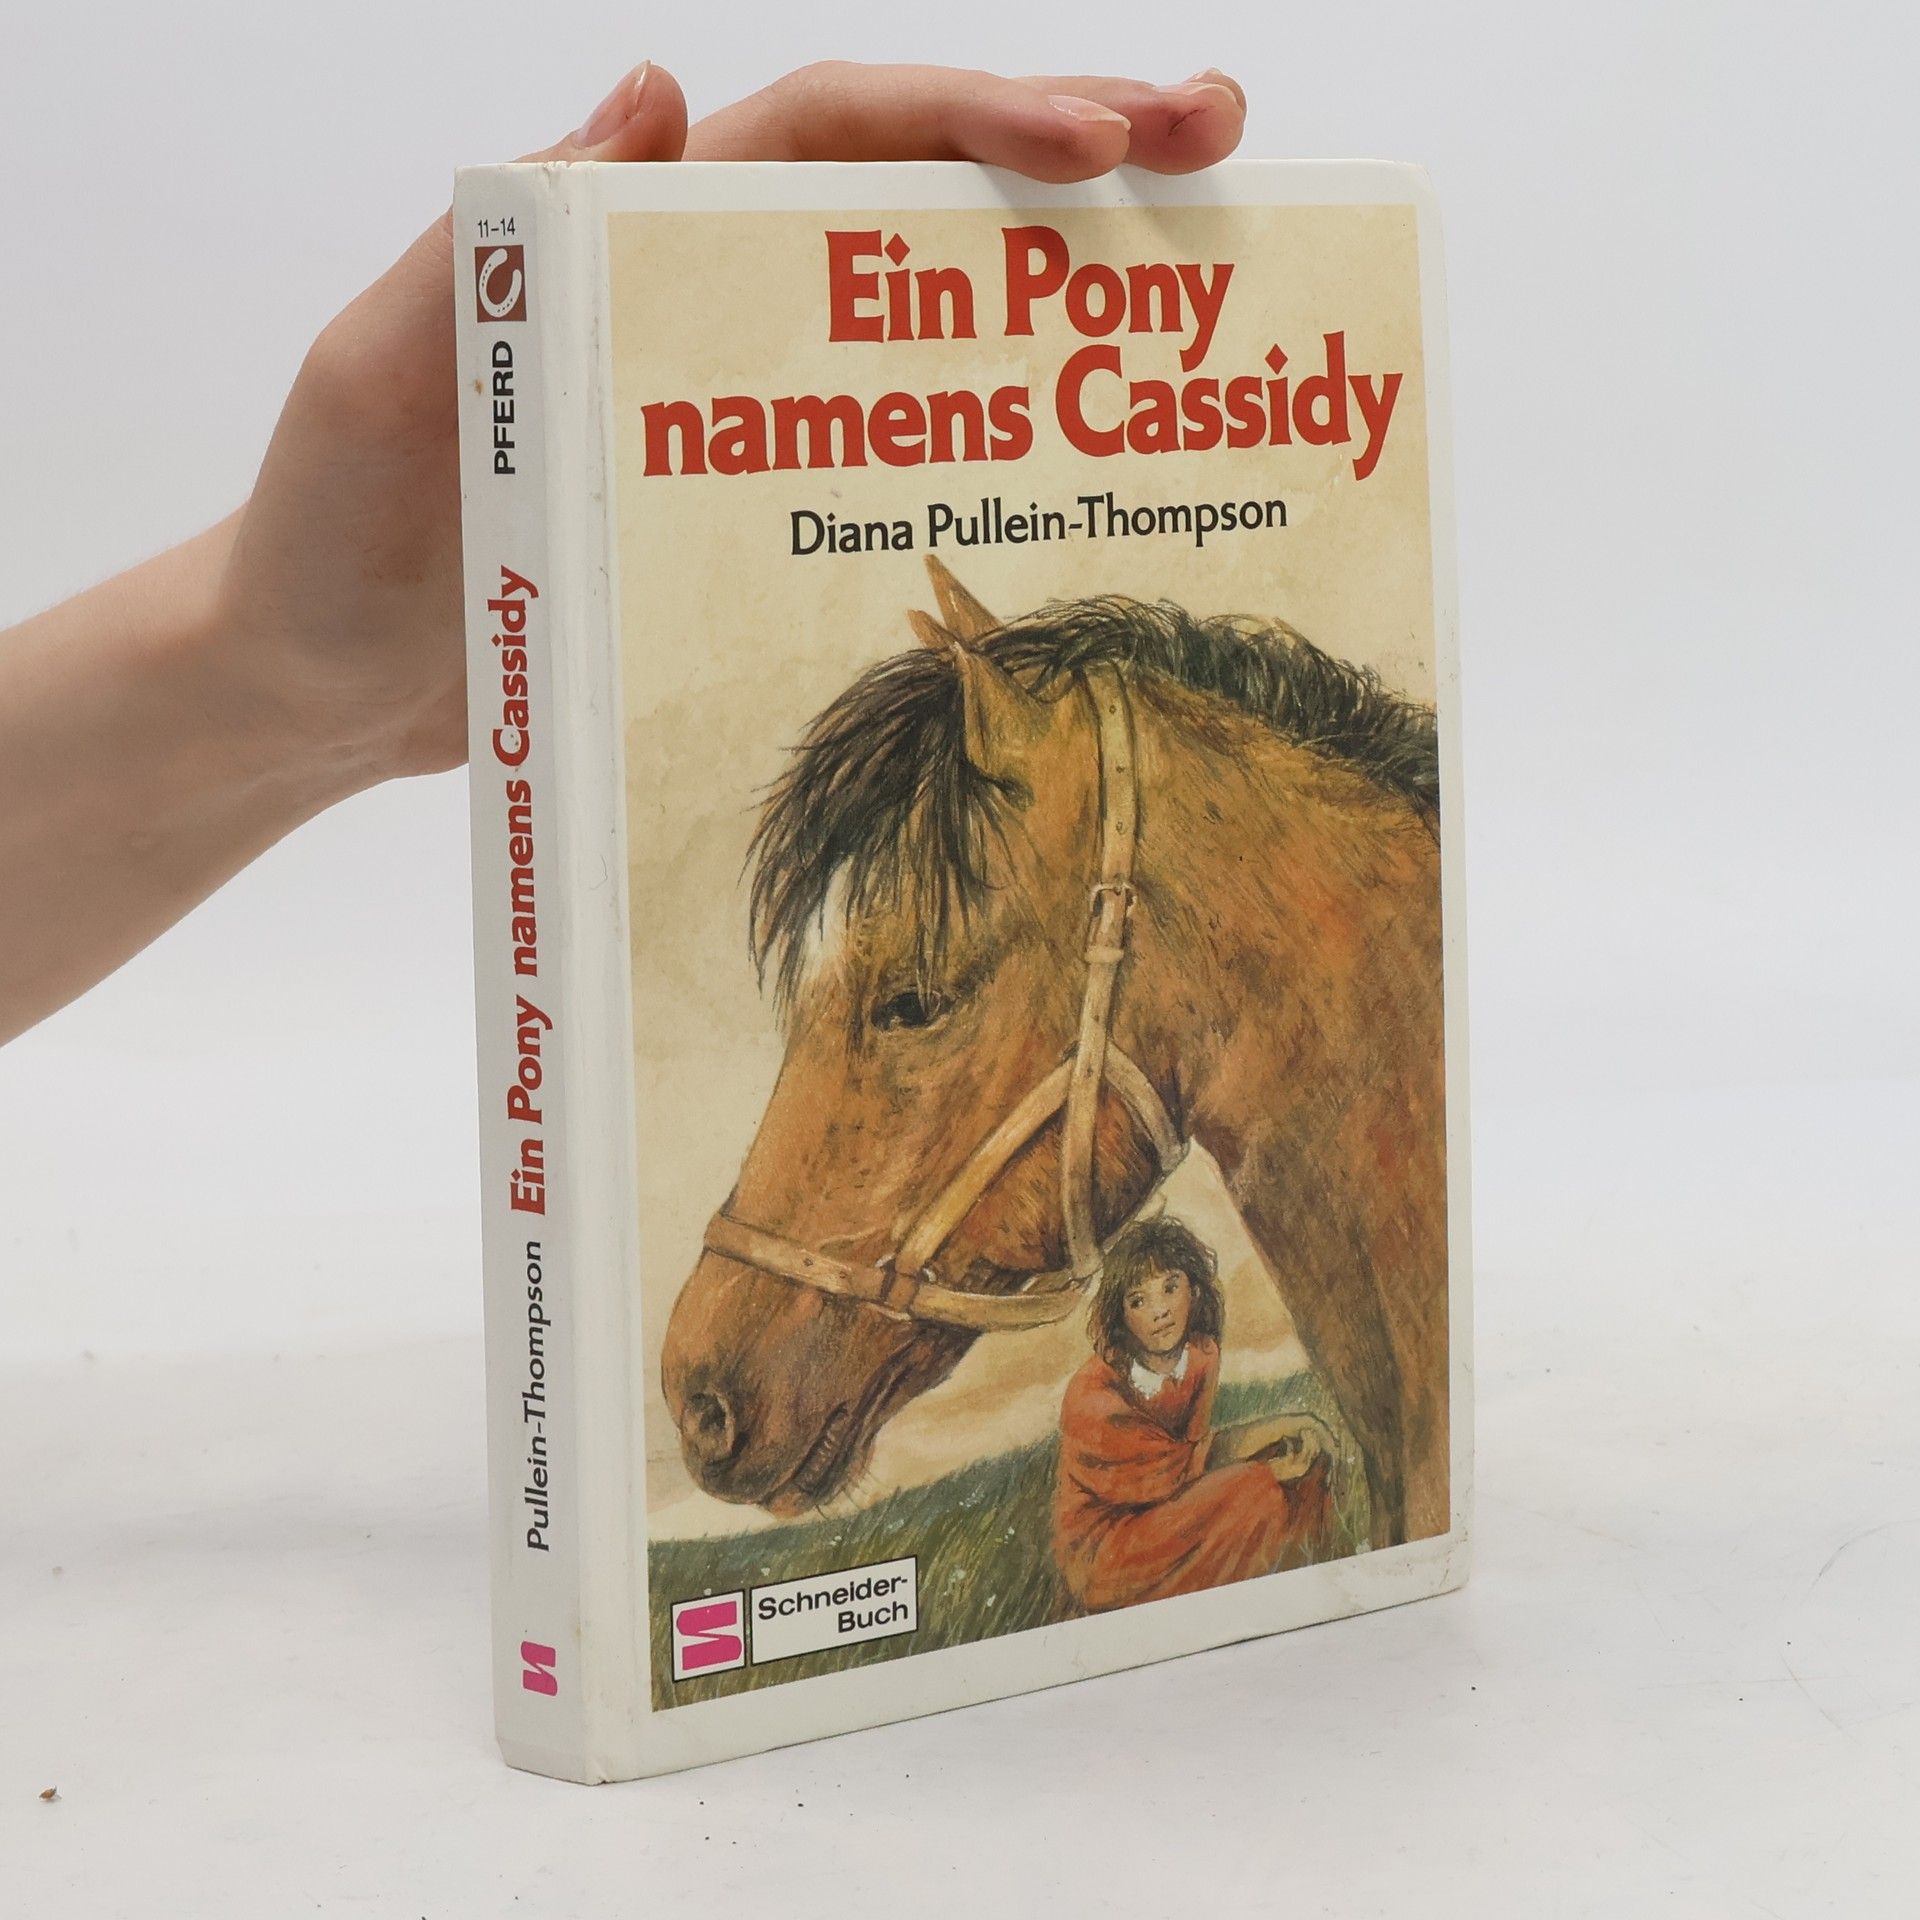 11-14
PFERD
Pullein-Thompson Ein Pony namens Cassidy
Ein Pony
namens Cassidy
Diana Pullein-Thompson
Schneider-
Buch